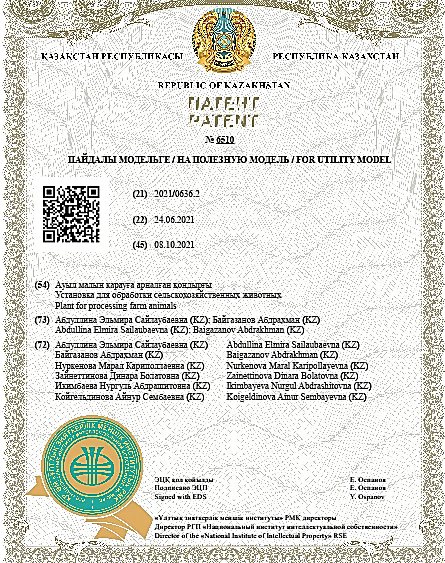 ҚАЗАҚСТАН РЕСПУБЛИКАСЫ РЕСПУБЛИКА КАЗАХСТАН
REPUBLIC OF KAZAKHSTAN
ПАТЕНТ
PATENT
№ 6510
ПАЙДАЛЫ МОДЕЛЬГЕ / НА ПОЛЕЗНУЮ МОДЕЛЬ / FOR UTILITY MODEL
(21) 2021/0636.2
(22) 24.06.2021
(45) 08.10.2021
(54) Ауыл малын қарауға арналған қондырғы
Установка для обработки сельскохозяйственных животных
Plant for processing farm animals
(73) Абдуллина Эльмира Сайлаубаевна (KZ); Байгазанов Абдрахман (KZ)
Abdullina Elmira Sailaubaevna (KZ); Baigazanov Abdrakhman (KZ)
(72) Абдуллина Эльмира Сайлаубаевна (KZ) Abdullina Elmira Sailaubaevna (KZ)
Байгазанов Абдрахман (KZ) Baigazanov Abdrakhman (KZ)
Нуркенова Марал Кариполлаевна (KZ) Nurkenova Maral Karipollayevna (KZ)
Зайнеттинова Динара Болатовна (KZ) Zainettinova Dinara Bolatovna (KZ)
Икимбаева Нургуль Абдрашитовна (KZ) Ikimbayeva Nurgul Abdrashitovna (KZ)
Койгельдинова Айнур Сембаевна (KZ) Koigeldinova Ainur Sembayevna (KZ)
ЭЦҚ қол қойылды Е. Оспанов
Подписано ЭЦП Е. Оспанов
Signed with EDS Y. Ospanov
«Ұлттық зияткерлік меншік институты» РМК директоры
Директор РГП «Национальный институт интеллектуальной собственности»
Director of the «National Institute of Intellectual Property» RSE